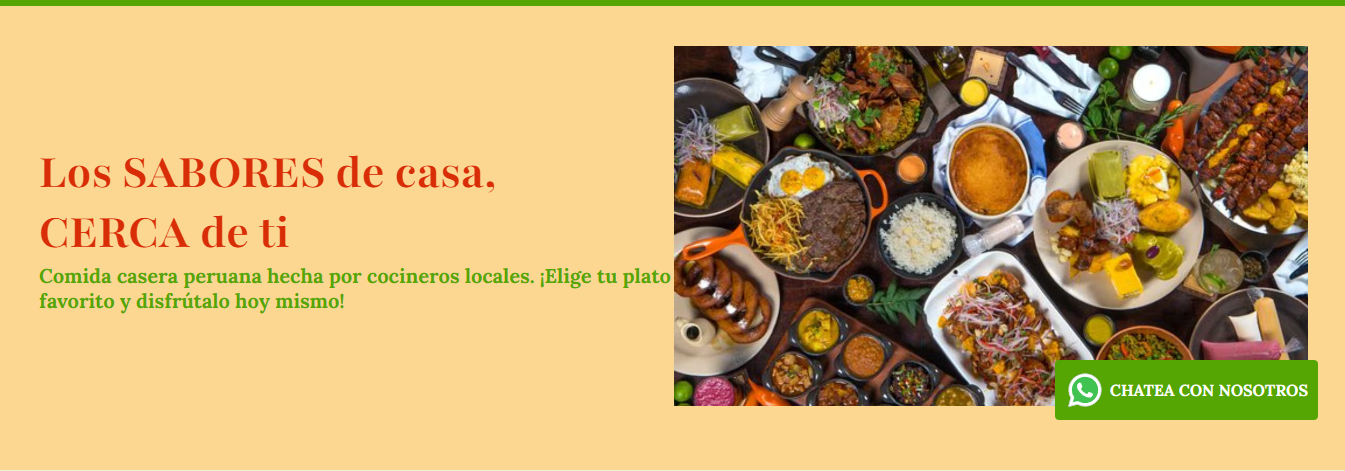 Los SABORES de casa,
CERCA de ti
Comida casera peruana hecha por cocineros locales. ¡Elige tu plato
favorito y disfrútalo hoy mismo!
CHATEA CON NOSOTROS